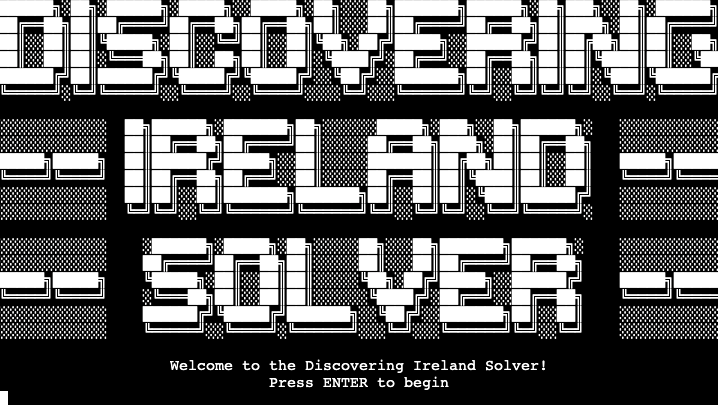 DISCOVERING
-- IRELAND --
-- SOLVER --
Welcome to the Discovering Ireland Solver!
Press ENTER to begin